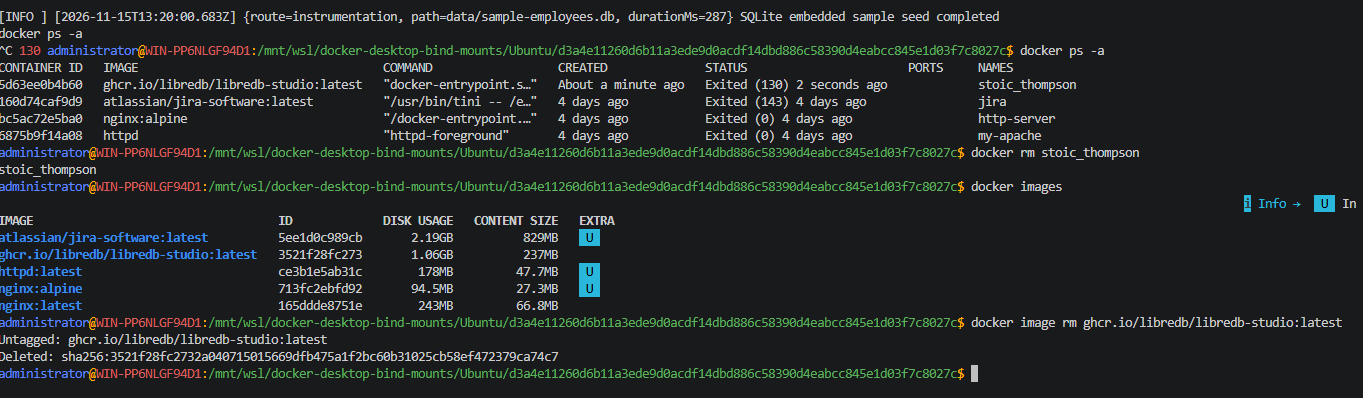 [INFO ] [2026-11-15T13:20:00.683Z] {route=instrumentation, path=data/sample-employees.db, durationMs=287} SQLite embedded sample seed completed
docker ps -a
^C 130 administrator@WIN-PP6NLGF94D1:/mnt/wsl/docker-desktop-bind-mounts/Ubuntu/d3a4e11260d6b11a3ede9d0acdf14dbd886c58390d4eabcc845e1d03f7c8027c$ docker ps -a
CONTAINER ID   IMAGE                                   COMMAND                  CREATED              STATUS                       PORTS     NAMES
5d63ee0b4b60   ghcr.io/libredb/libredb-studio:latest   "docker-entrypoint.s…"   About a minute ago   Exited (130) 2 seconds ago             stoic_thompson
160d74caf9d9   atlassian/jira-software:latest          "/usr/bin/tini -- /e…"   4 days ago           Exited (143) 4 days ago                jira
bc5ac72e5ba0   nginx:alpine                            "/docker-entrypoint.…"   4 days ago           Exited (0) 4 days ago                  http-server
6875b9f14a08   httpd                                   "httpd-foreground"       4 days ago           Exited (0) 4 days ago                  my-apache
administrator@WIN-PP6NLGF94D1:/mnt/wsl/docker-desktop-bind-mounts/Ubuntu/d3a4e11260d6b11a3ede9d0acdf14dbd886c58390d4eabcc845e1d03f7c8027c$ docker rm stoic_thompson
stoic_thompson
administrator@WIN-PP6NLGF94D1:/mnt/wsl/docker-desktop-bind-mounts/Ubuntu/d3a4e11260d6b11a3ede9d0acdf14dbd886c58390d4eabcc845e1d03f7c8027c$ docker images
i Info →   U  In
IMAGE                                   ID             DISK USAGE   CONTENT SIZE   EXTRA
atlassian/jira-software:latest          5ee1d0c989cb       2.19GB          829MB    U
ghcr.io/libredb/libredb-studio:latest   3521f28fc273       1.06GB          237MB
httpd:latest                            ce3b1e5ab31c        178MB         47.7MB    U
nginx:alpine                            713fc2ebfd92       94.5MB         27.3MB    U
nginx:latest                            165ddde8751e        243MB         66.8MB
administrator@WIN-PP6NLGF94D1:/mnt/wsl/docker-desktop-bind-mounts/Ubuntu/d3a4e11260d6b11a3ede9d0acdf14dbd886c58390d4eabcc845e1d03f7c8027c$ docker image rm ghcr.io/libredb/libredb-studio:latest
Untagged: ghcr.io/libredb/libredb-studio:latest
Deleted: sha256:3521f28fc2732a040715015669dfb475a1f2bc60b31025cb58ef472379ca74c7
administrator@WIN-PP6NLGF94D1:/mnt/wsl/docker-desktop-bind-mounts/Ubuntu/d3a4e11260d6b11a3ede9d0acdf14dbd886c58390d4eabcc845e1d03f7c8027c$